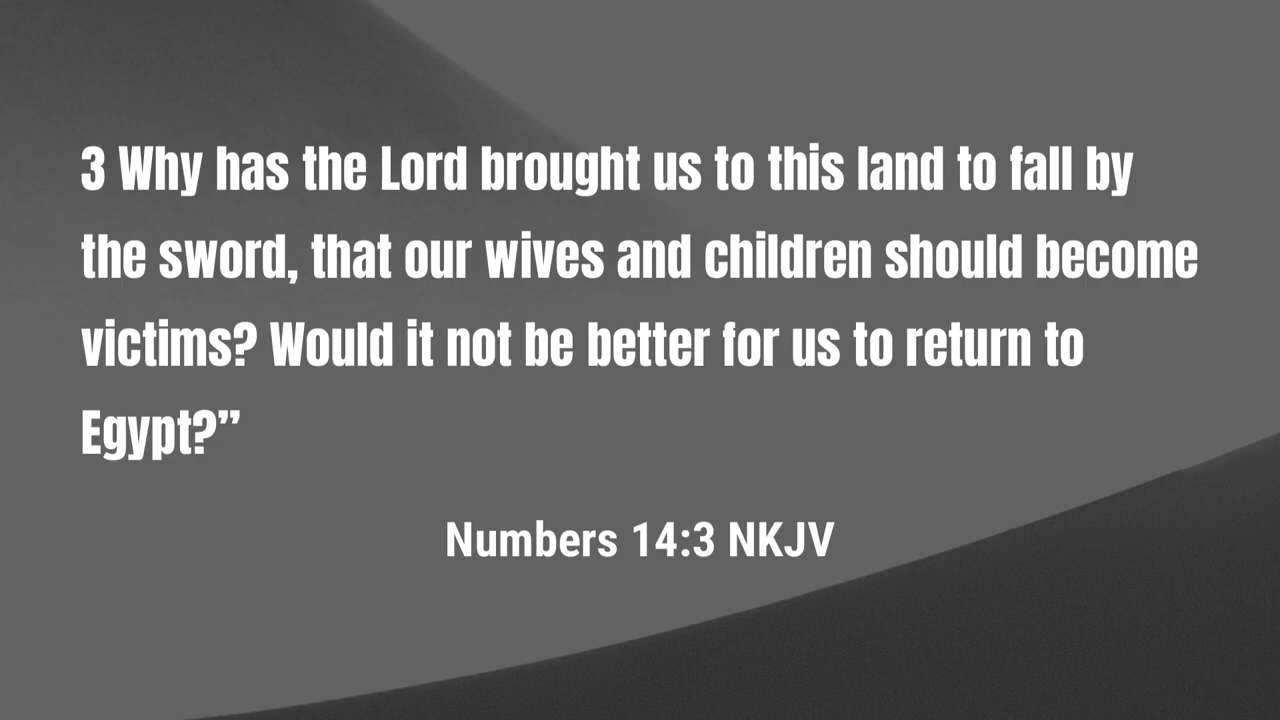 3 Why has the Lord brought us to this land to fall by
the sword, that our wives and children should become
victims? Would it not be better for us to return to
Egypt?”
Numbers 14:3 NKJV